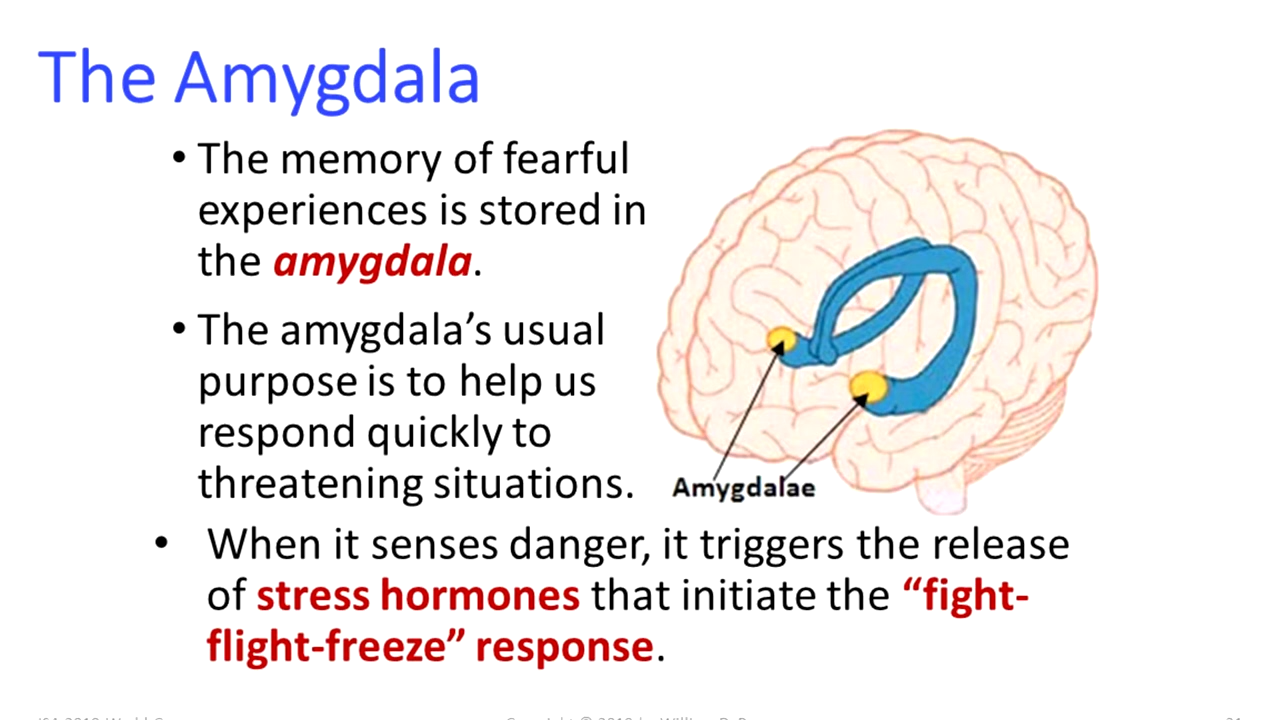 The Amygdala
• The memory of fearful
experiences is stored in
the amygdala.
• The amygdala’s usual
purpose is to help us
respond quickly to
threatening situations.
Amygdalae
• When it senses danger, it triggers the release
of stress hormones that initiate the “fight-
flight-freeze” response.